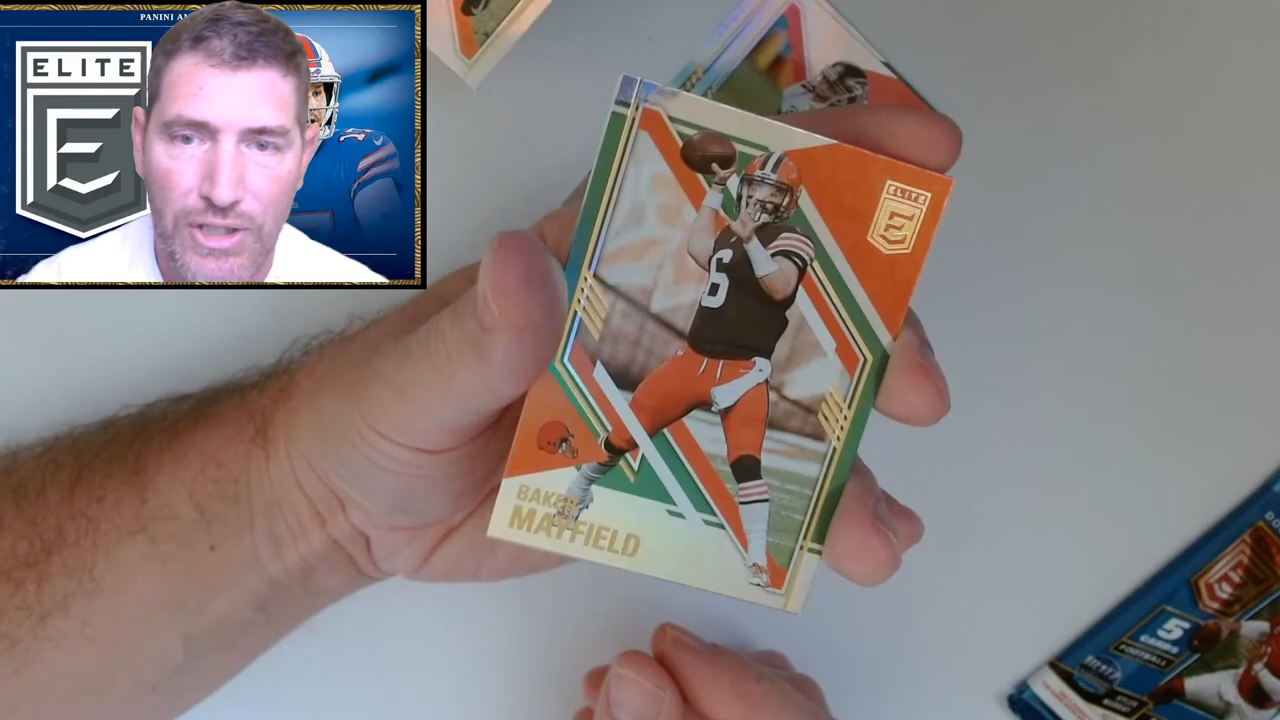 PANINI
ELITE
E
ELITE
E
6
BAKER
MAYFIELD
5
CARDS
FOOTBALL